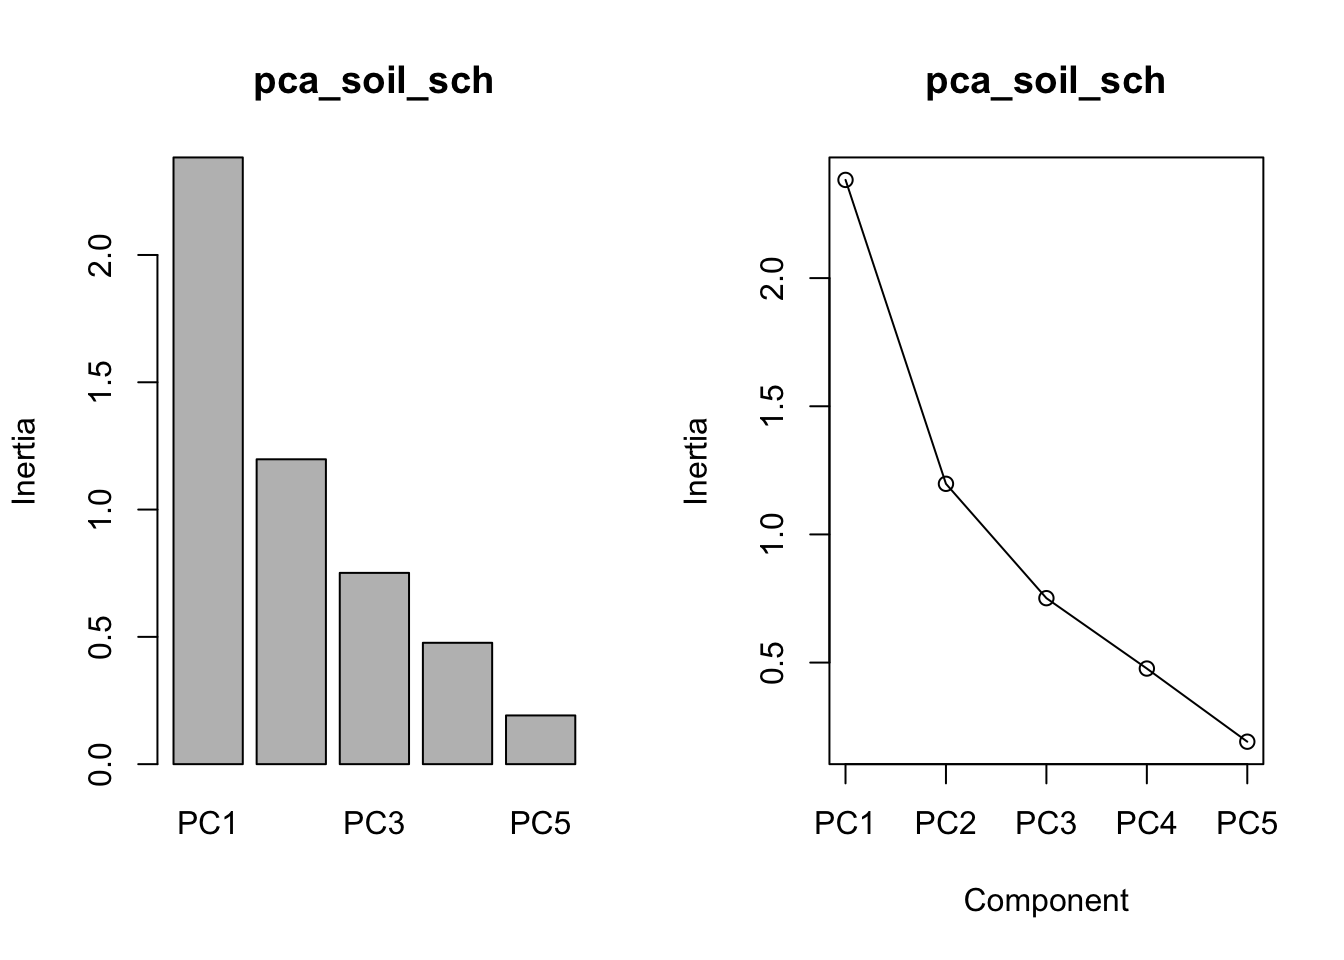 pca_soil_sch
Inertia
2.0
1.5
1.0
0.5
0.0
PC1 PC3 PC5
pca_soil_sch
Inertia
2.0
1.5
1.0
0.5
PC1 PC2 PC3 PC4 PC5
Component